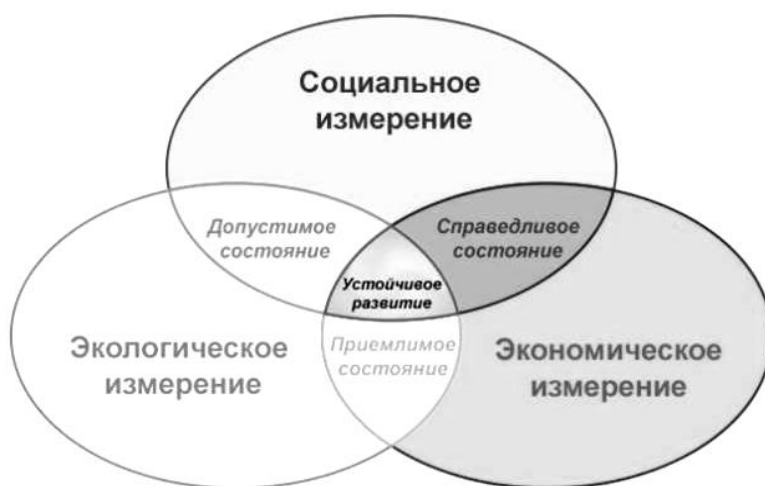 Социальное
измерение
Допустимое
состояние
Справедливое
состояние
Устойчивое
развитие
Экологическое
измерение
Приемлимое
состояние
Экономическое
измерение